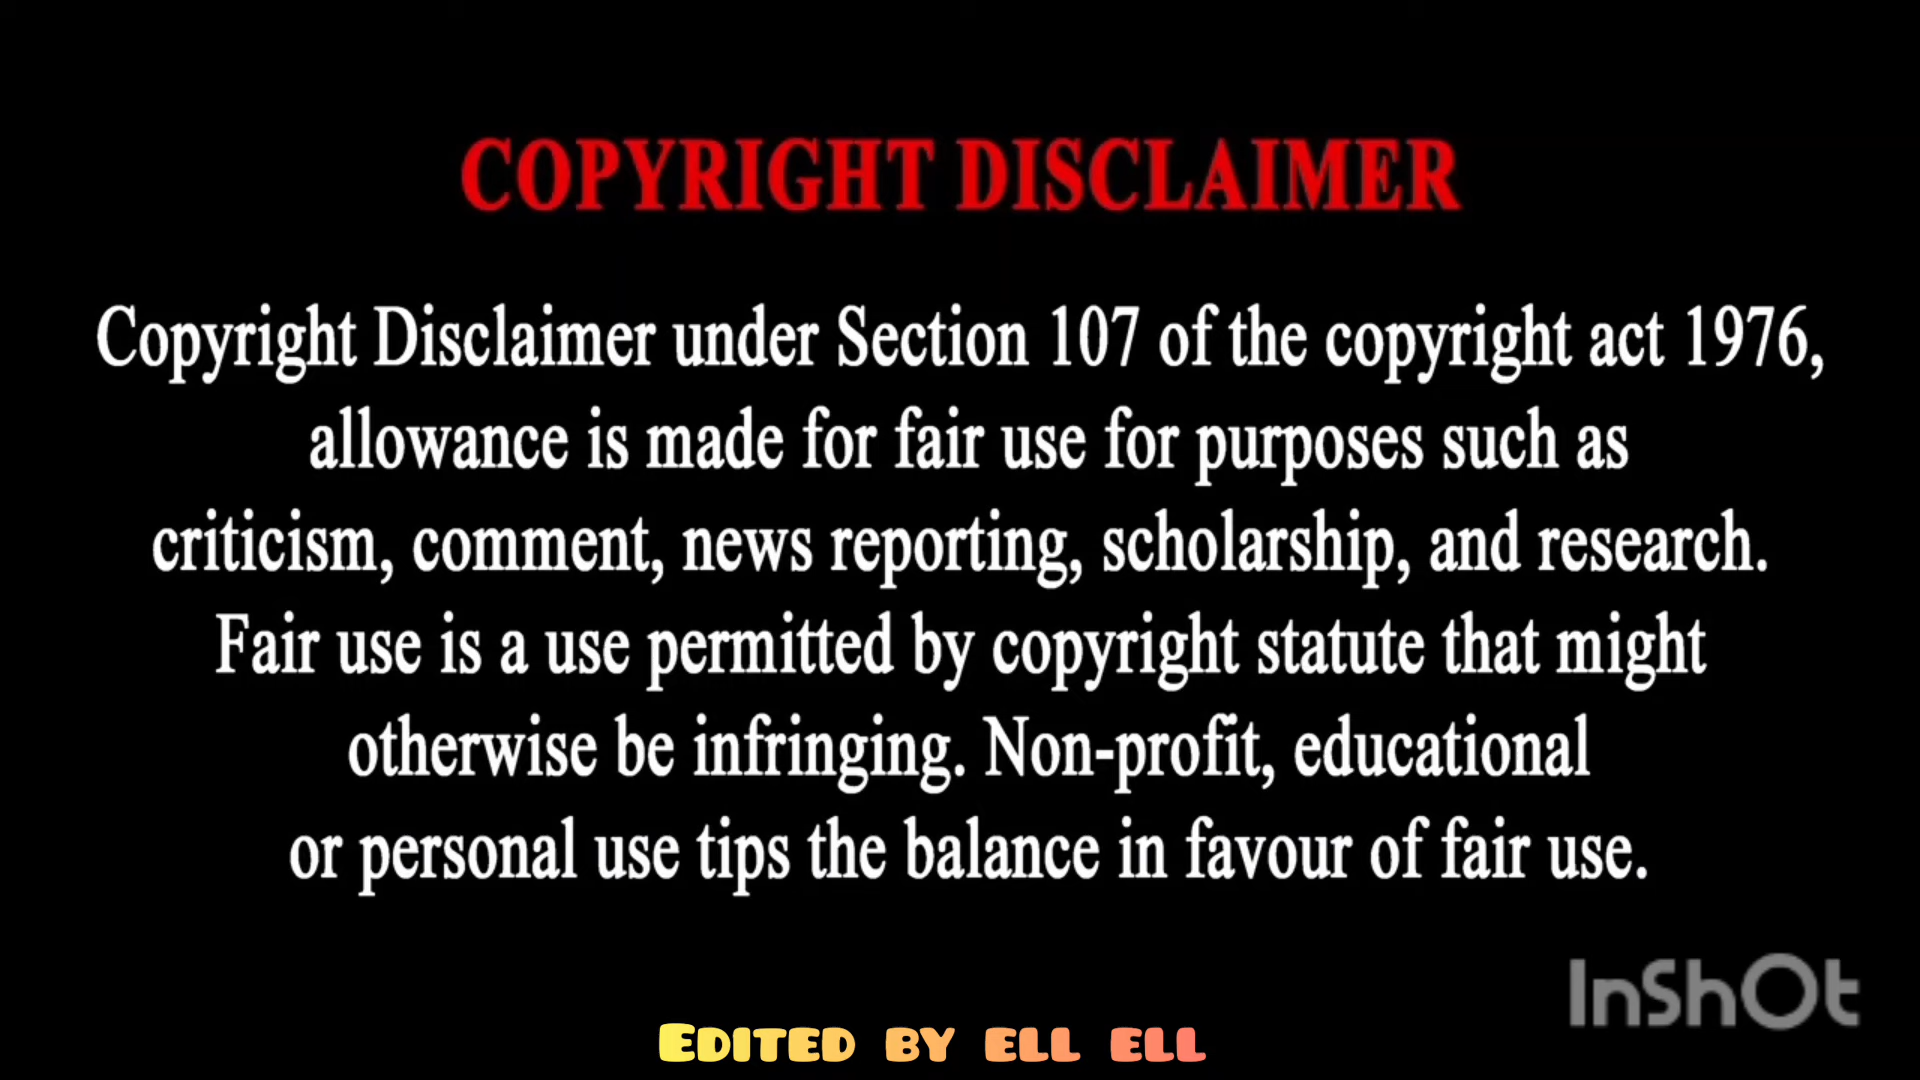 COPYRIGHT DISCLAIMER
Copyright Disclaimer under Section 107 of the copyright act 1976,
allowance is made for fair use for purposes such as
criticism, comment, news reporting, scholarship, and research.
Fair use is a use permitted by copyright statute that might
otherwise be infringing. Non-profit, educational
or personal use tips the balance in favour of fair use.
InShOt
EDITED BY ELL ELL